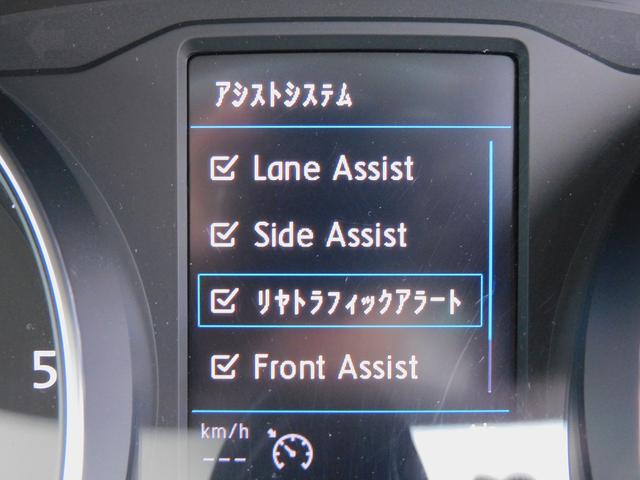 アシストシステム
Lane Assist
Side Assist
リヤトラフィックアラート
Front Assist
5
km/h
---